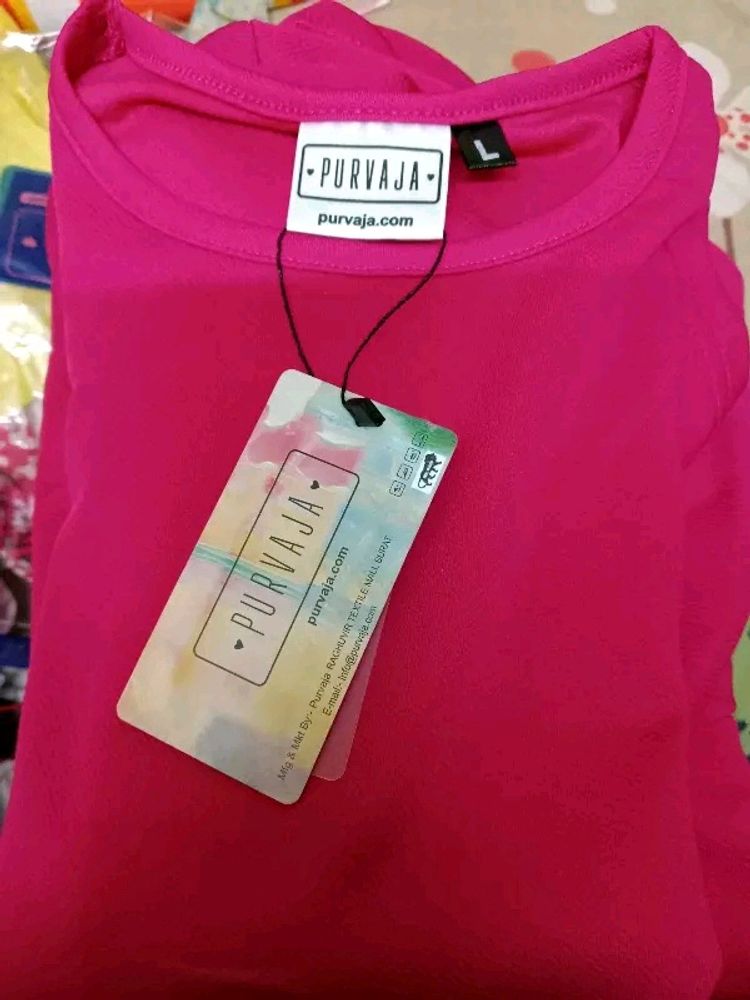 PURVAJA
purvaja.com
L
PURVAJA
purvaja.com
Mfg & Mkt By:- Purvaja RAGHUVIR TEXTILE MALL SURAT
E-mail:- Info@purvaja.com